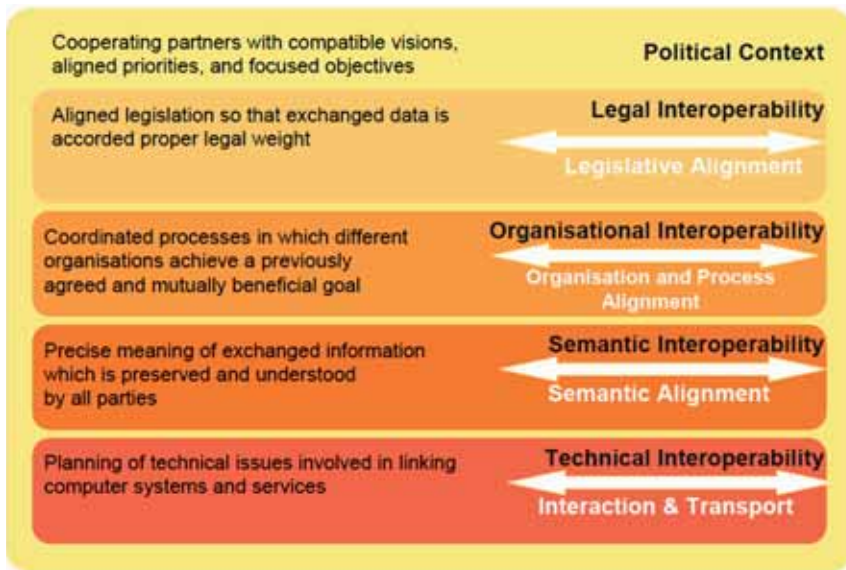 Cooperating partners with compatible visions,
aligned priorities, and focused objectives
Political Context
Aligned legislation so that exchanged data is
accorded proper legal weight
Legal Interoperability
Legislative Alignment
Coordinated processes in which different
organisations achieve a previously
agreed and mutually beneficial goal
Organisational Interoperability
Organisation and Process
Alignment
Precise meaning of exchanged information
which is preserved and understood
by all parties
Semantic Interoperability
Semantic Alignment
Planning of technical issues involved in linking
computer systems and services
Technical Interoperability
Interaction & Transport